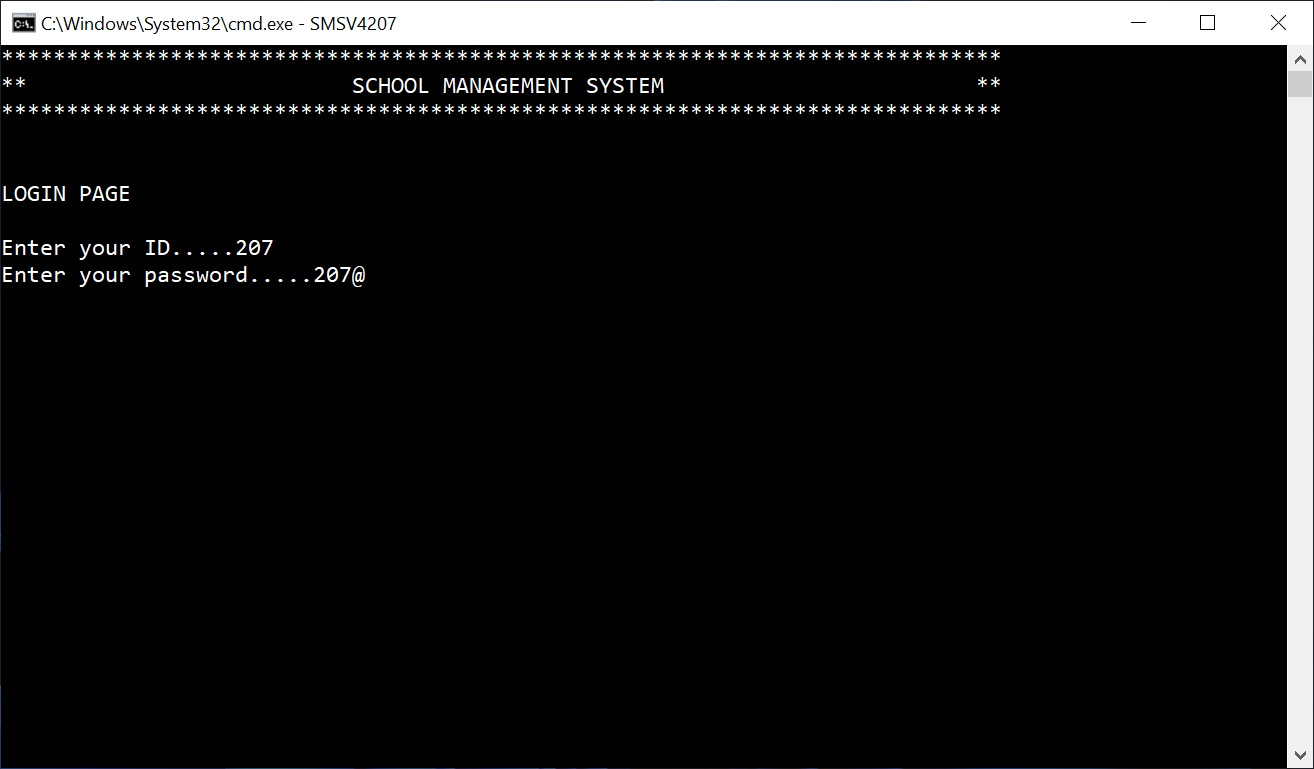 C:\Windows\System32\cmd.exe - SMSV4207
*****************************************************************************
**                         SCHOOL MANAGEMENT SYSTEM                        **
*****************************************************************************
LOGIN PAGE
Enter your ID.....207
Enter your password.....207@